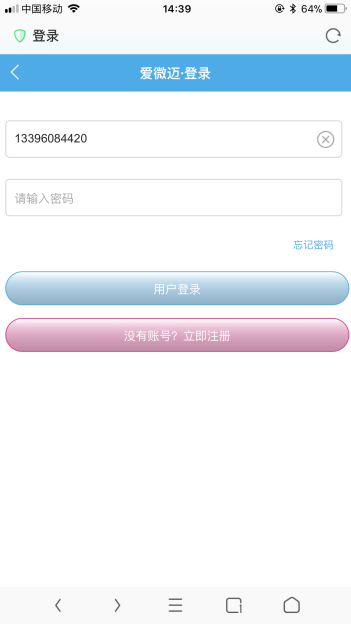 中国移动 14:39 64%
登录
爱微迈·登录
13396084420
请输入密码
忘记密码
用户登录
没有账号？立即注册